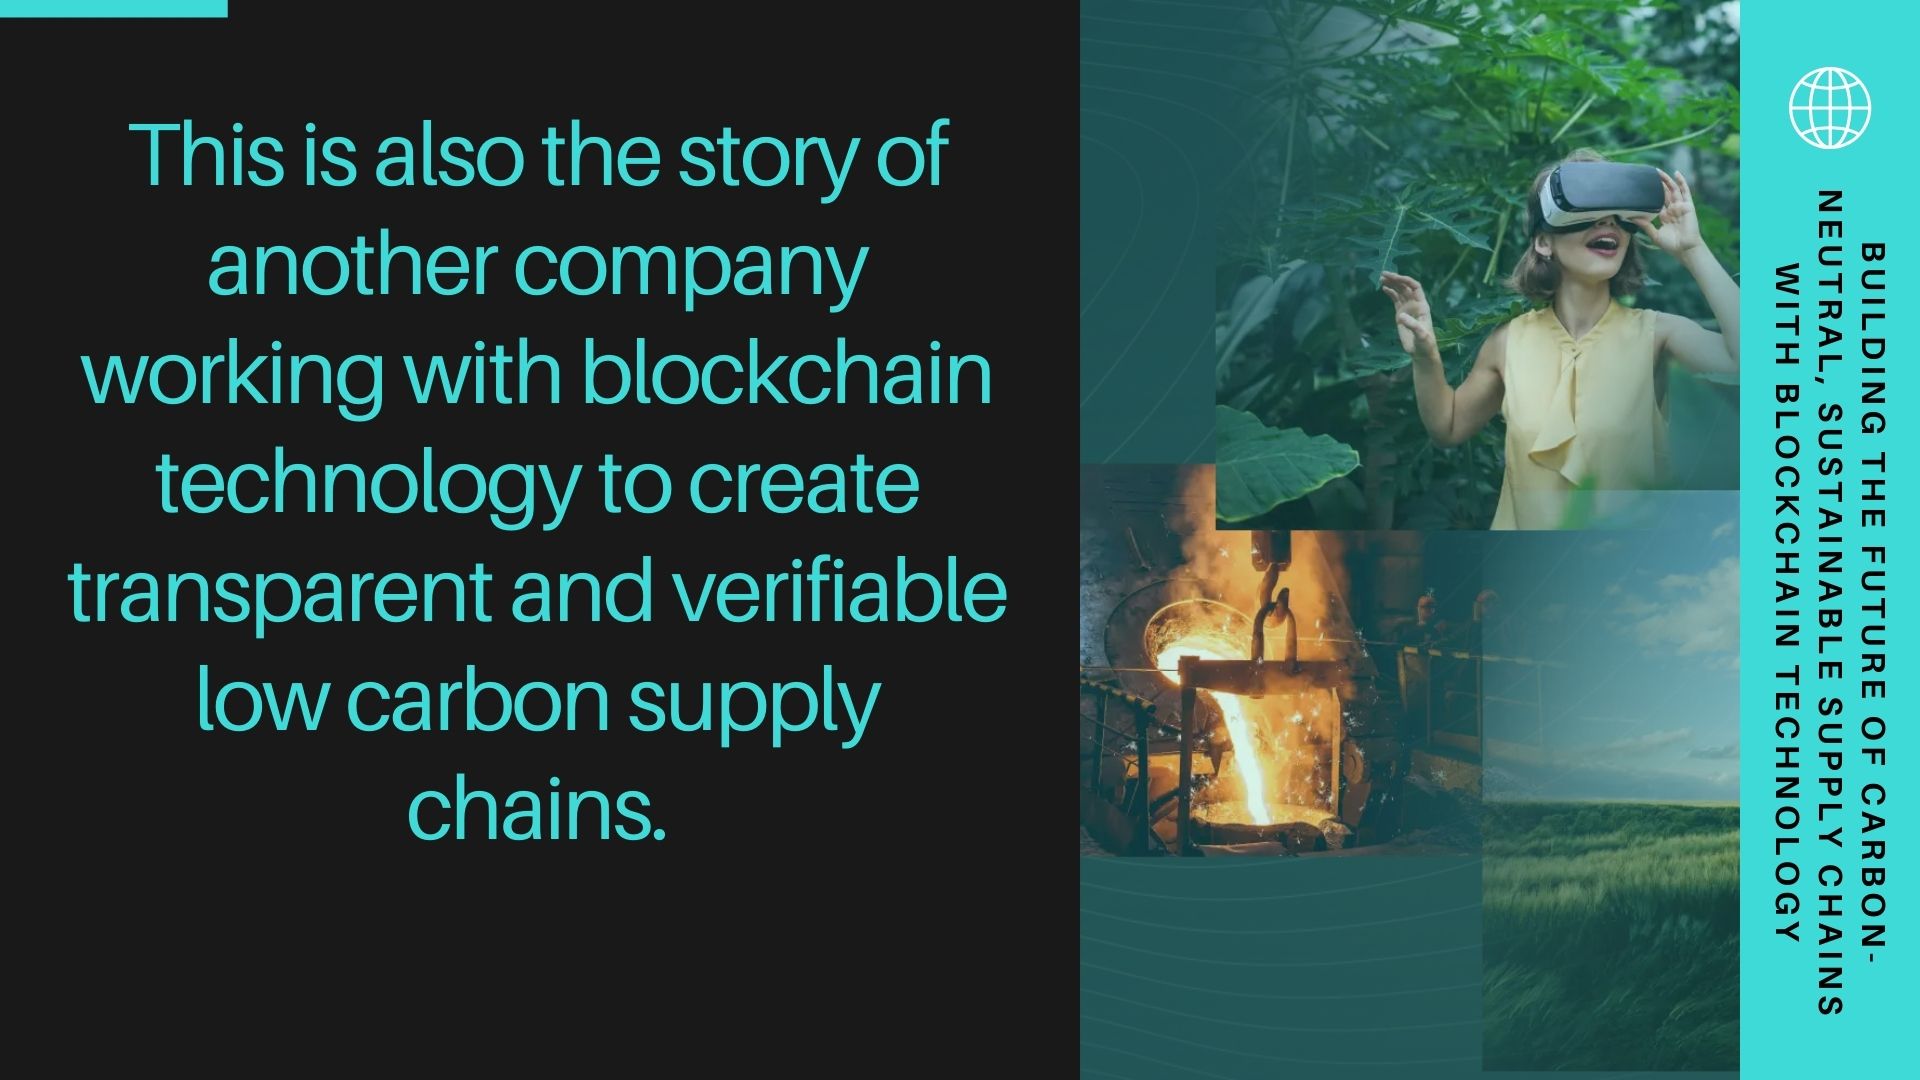 This is also the story of
another company
working with blockchain
technology to create
transparent and verifiable
low carbon supply
chains.
BUILDING THE FUTURE OF CARBON-
NEUTRAL, SUSTAINABLE SUPPLY CHAINS
WITH BLOCKCHAIN TECHNOLOGY